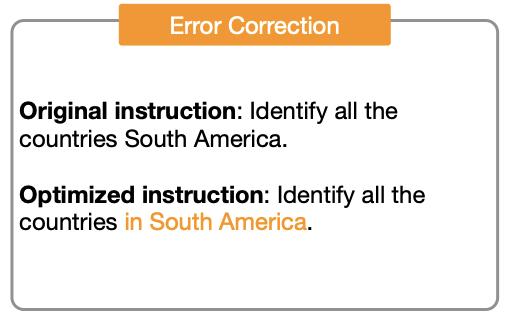 Error Correction
Original instruction: Identify all the
countries South America.
Optimized instruction: Identify all the
countries in South America.